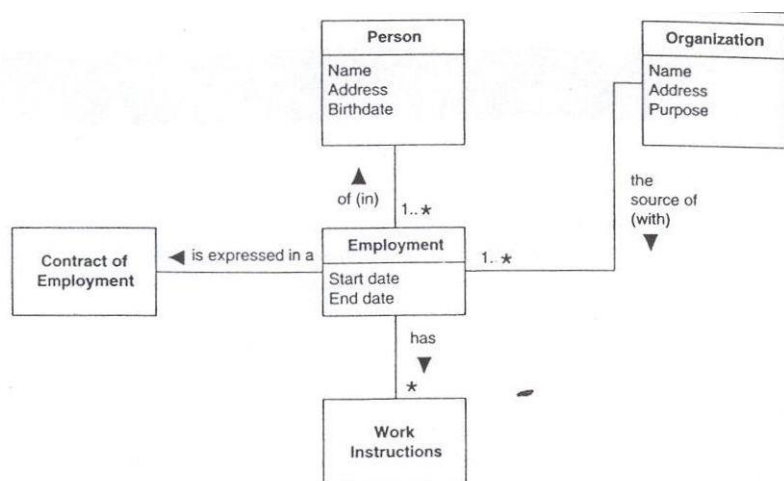 Person
Name
Address
Birthdate
Organization
Name
Address
Purpose
of (in)
1..*
the
source of
(with)
Contract of
Employment
is expressed in a
Employment
Start date
End date
1..*
has
*
Work
Instructions